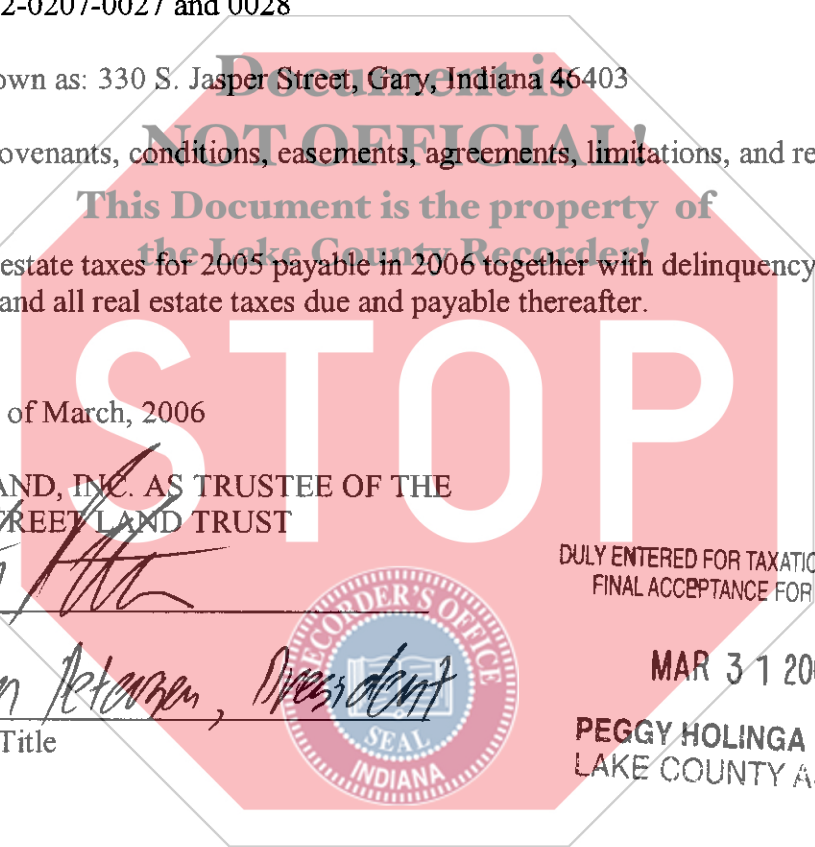 2-0207-0027 and 0028
own as: 330 S. Jasper Street, Gary, Indiana 46403
Document is
NOT OFFICIAL!
ovenants, conditions, easements, agreements, limitations, and re
This Document is the property of
the Lake County Recorder!
estate taxes for 2005 payable in 2006 together with delinquency
and all real estate taxes due and payable thereafter.
STOP
of March, 2006
AND, INC. AS TRUSTEE OF THE
TREET LAND TRUST
DULY ENTERED FOR TAXATIO
FINAL ACCEPTANCE FOR
RECORDER'S OFFICE
MAR 31 200
Petersen, President
Title
SEAL
INDIANA
PEGGY HOLINGA
LAKE COUNTY A